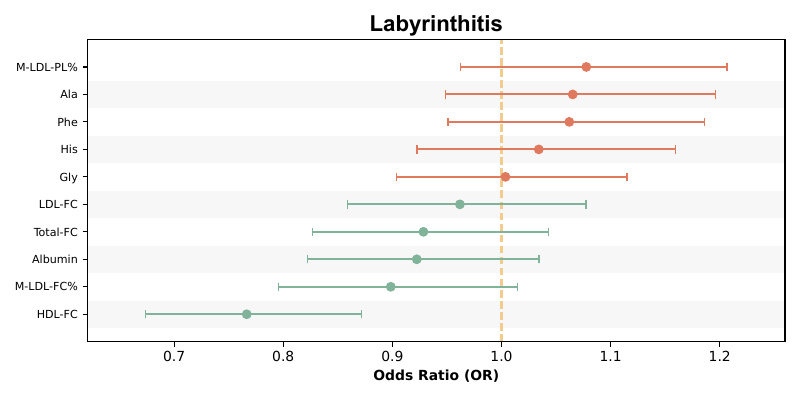 Labyrinthitis
M-LDL-PL%
Ala
Phe
His
Gly
LDL-FC
Total-FC
Albumin
M-LDL-FC%
HDL-FC
0.7 0.8 0.9 1.0 1.1 1.2
Odds Ratio (OR)